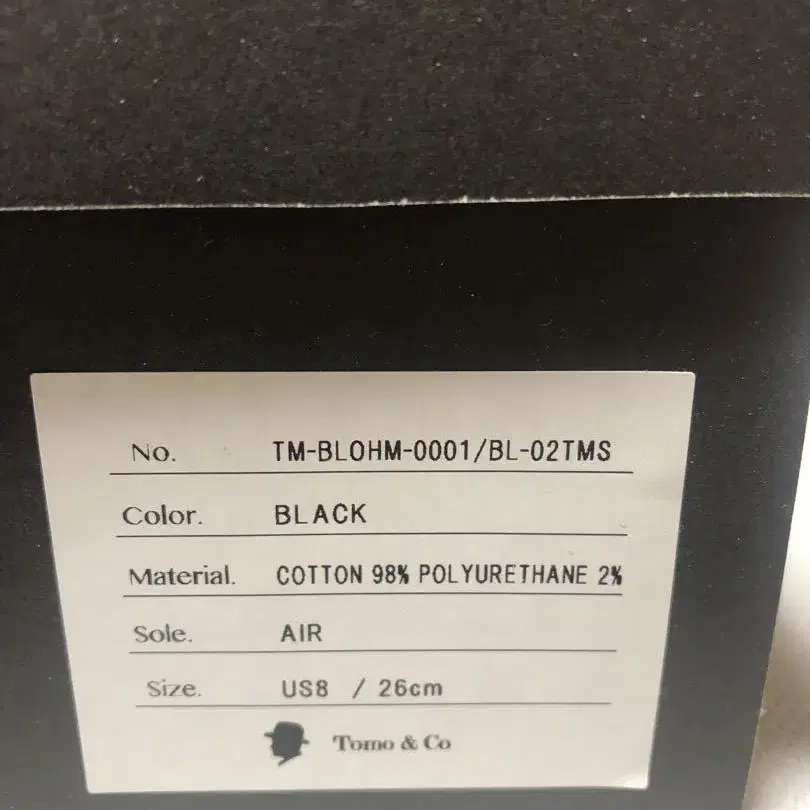 No. TM-BLOHM-0001/BL-02TMS
Color. BLACK
Material. COTTON 98% POLYURETHANE 2%
Sole. AIR
Size. US8 / 26cm
Tomo & Co